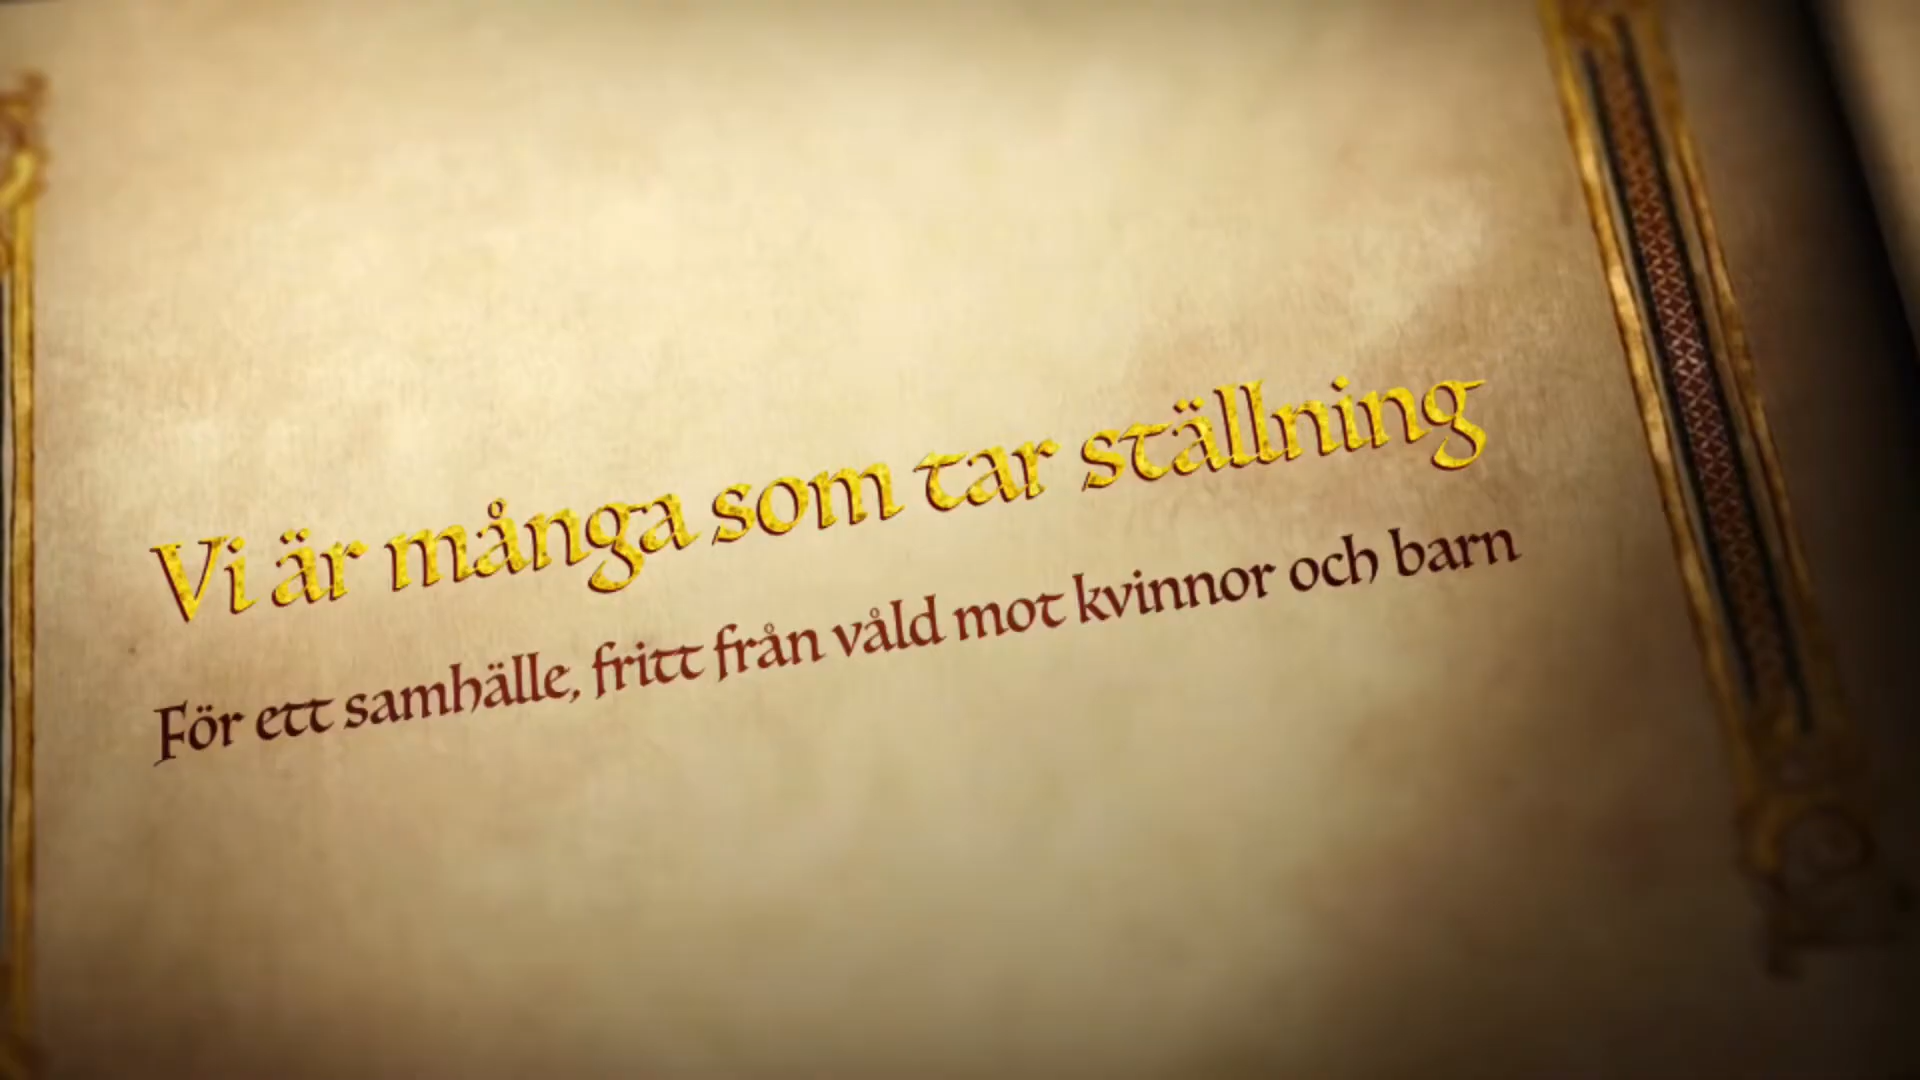 Vi är många som tar ställning
För ett samhälle, fritt från våld mot kvinnor och barn